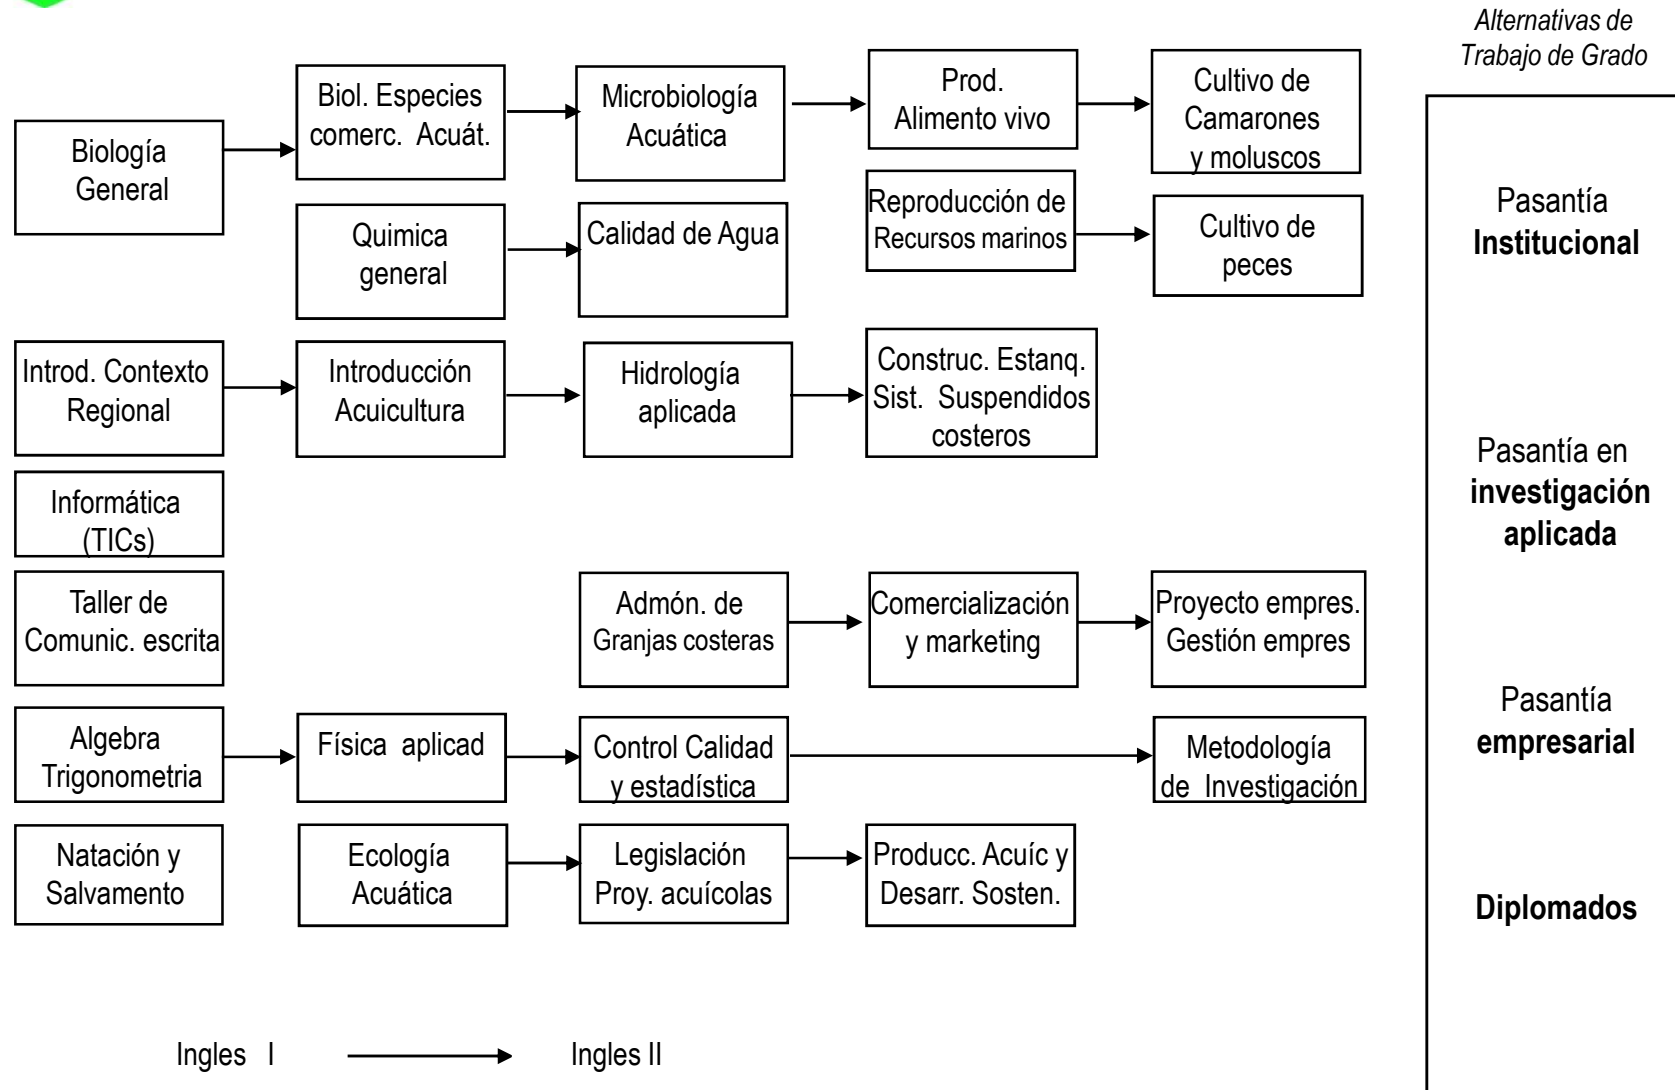 Alternativas de
Trabajo de Grado
Biología
General
Biol. Especies
comerc. Acuát.
Microbiología
Acuática
Prod.
Alimento vivo
Cultivo de
Camarones
y moluscos
Quimica
general
Calidad de Agua
Reproducción de
Recursos marinos
Cultivo de
peces
Introd. Contexto
Regional
Introducción
Acuicultura
Hidrología
aplicada
Construc. Estanq.
Sist. Suspendidos
costeros
Informática
(TICs)
Taller de
Comunic. escrita
Admón. de
Granjas costeras
Comercialización
y marketing
Proyecto empres.
Gestión empres
Algebra
Trigonometria
Física aplicad
Control Calidad
y estadística
Metodología
de Investigación
Natación y
Salvamento
Ecología
Acuática
Legislación
Proy. acuícolas
Producc. Acuíc y
Desarr. Sosten.
Ingles I
Ingles II
Pasantía
Institucional
Pasantía en
investigación
aplicada
Pasantía
empresarial
Diplomados